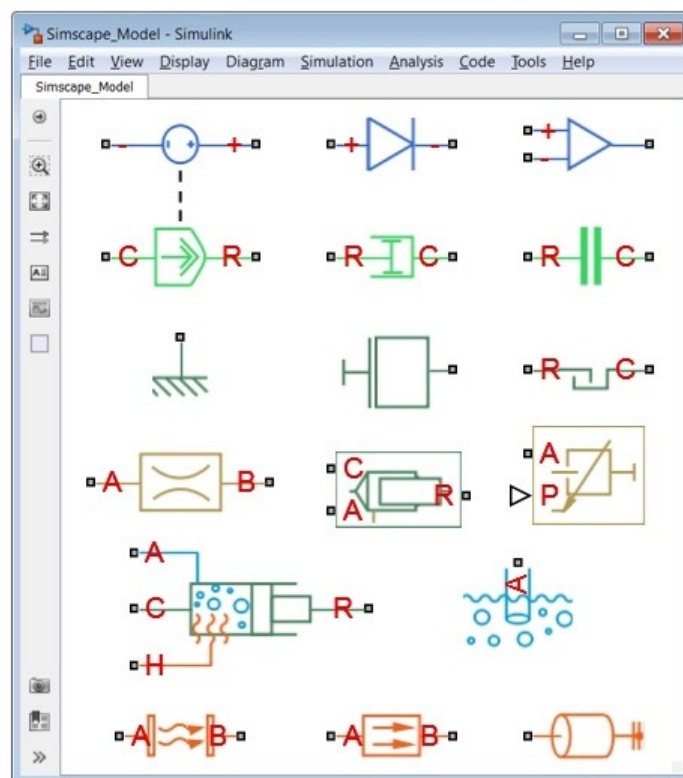 Simscape_Model - Simulink
File Edit View Display Diagram Simulation Analysis Code Tools Help
Simscape_Model
- + + - + -
C R R C R C
R C
A B C A R A P
A A
C R
H
A B A B